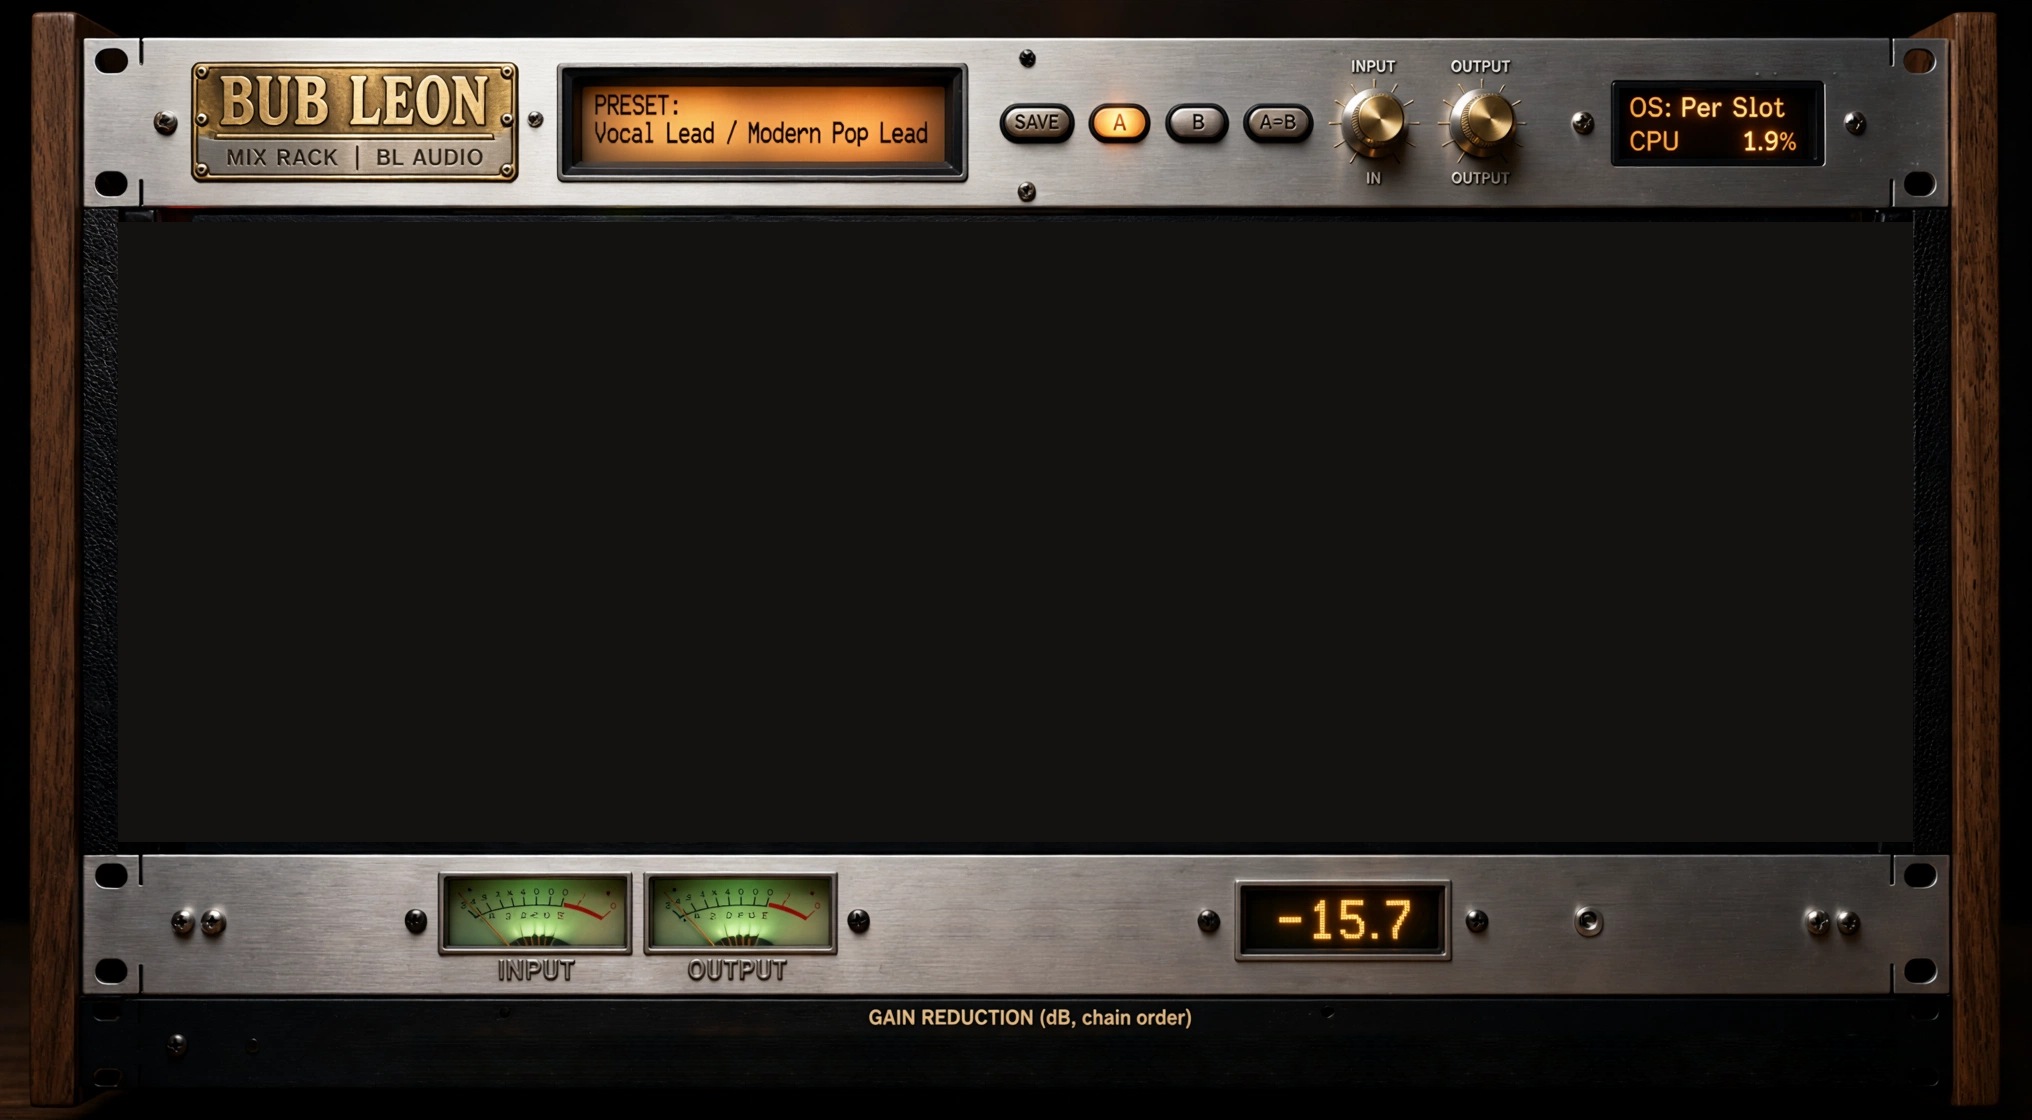 BUB LEON
MIX RACK | BL AUDIO
PRESET:
Vocal Lead / Modern Pop Lead
SAVE
A
B
A=B
INPUT
IN
OUTPUT
OUTPUT
OS: Per Slot
CPU 1.9%
INPUT
OUTPUT
-15.7
GAIN REDUCTION (dB, chain order)